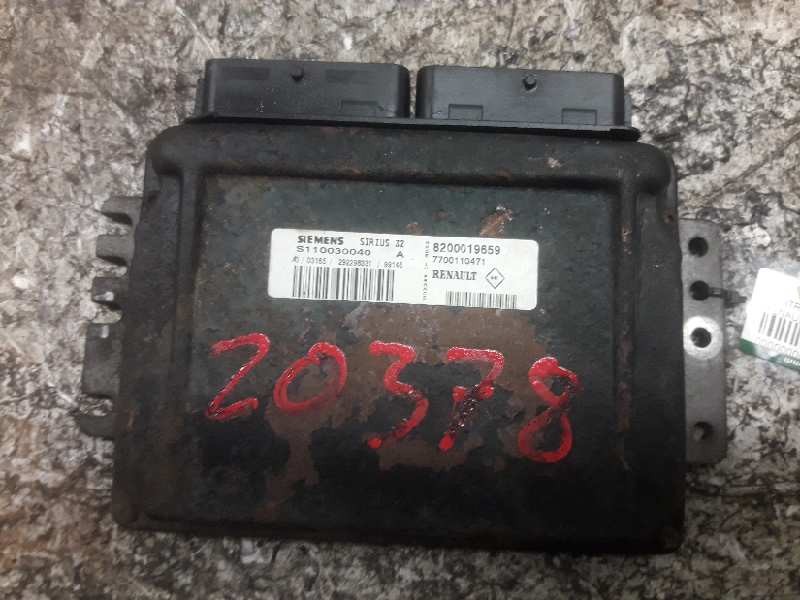 SIEMENS SIRIUS 32
S110030040 A
8200019659
7700110471
RENAULT
20378